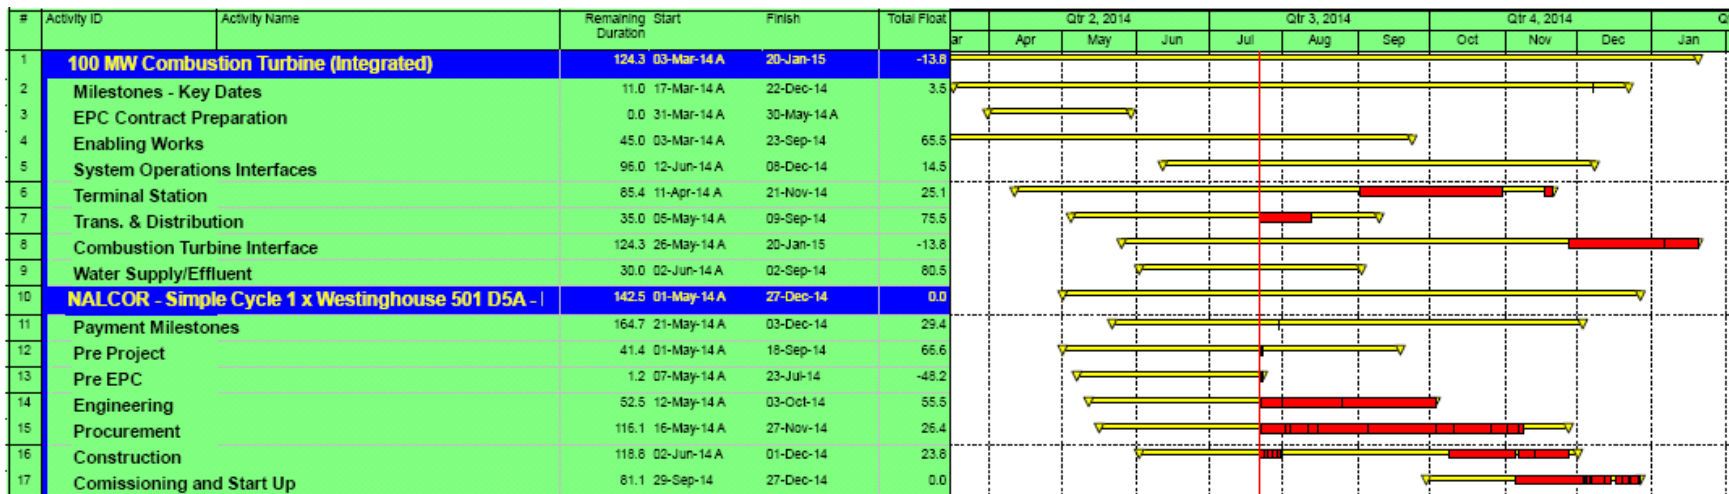 # Activity ID Activity Name Remaining Duration Start Finish Total Float Qtr 2, 2014 Qtr 3, 2014 Qtr 4, 2014 Q
ar Apr May Jun Jul Aug Sep Oct Nov Dec Jan
1 100 MW Combustion Turbine (Integrated) 124.3 03-Mar-14 A 20-Jan-15 -13.8
2 Milestones - Key Dates 11.0 17-Mar-14 A 22-Dec-14 3.5
3 EPC Contract Preparation 0.0 31-Mar-14 A 30-May-14 A
4 Enabling Works 45.0 03-Mar-14 A 23-Sep-14 65.5
5 System Operations Interfaces 96.0 12-Jun-14 A 08-Dec-14 14.5
6 Terminal Station 85.4 11-Apr-14 A 21-Nov-14 25.1
7 Trans. & Distribution 35.0 05-May-14 A 09-Sep-14 75.5
8 Combustion Turbine Interface 124.3 26-May-14 A 20-Jan-15 -13.8
9 Water Supply/Effluent 30.0 02-Jun-14 A 02-Sep-14 80.5
10 NALCOR - Simple Cycle 1 x Westinghouse 501 D5A - 142.5 01-May-14 A 27-Dec-14 0.0
11 Payment Milestones 164.7 21-May-14 A 03-Dec-14 29.4
12 Pre Project 41.4 01-May-14 A 18-Sep-14 66.6
13 Pre EPC 1.2 07-May-14 A 23-Jul-14 -48.2
14 Engineering 52.5 12-May-14 A 03-Oct-14 55.5
15 Procurement 116.1 16-May-14 A 27-Nov-14 26.4
16 Construction 118.8 02-Jun-14 A 01-Dec-14 23.8
17 Comissioning and Start Up 81.1 29-Sep-14 27-Dec-14 0.0